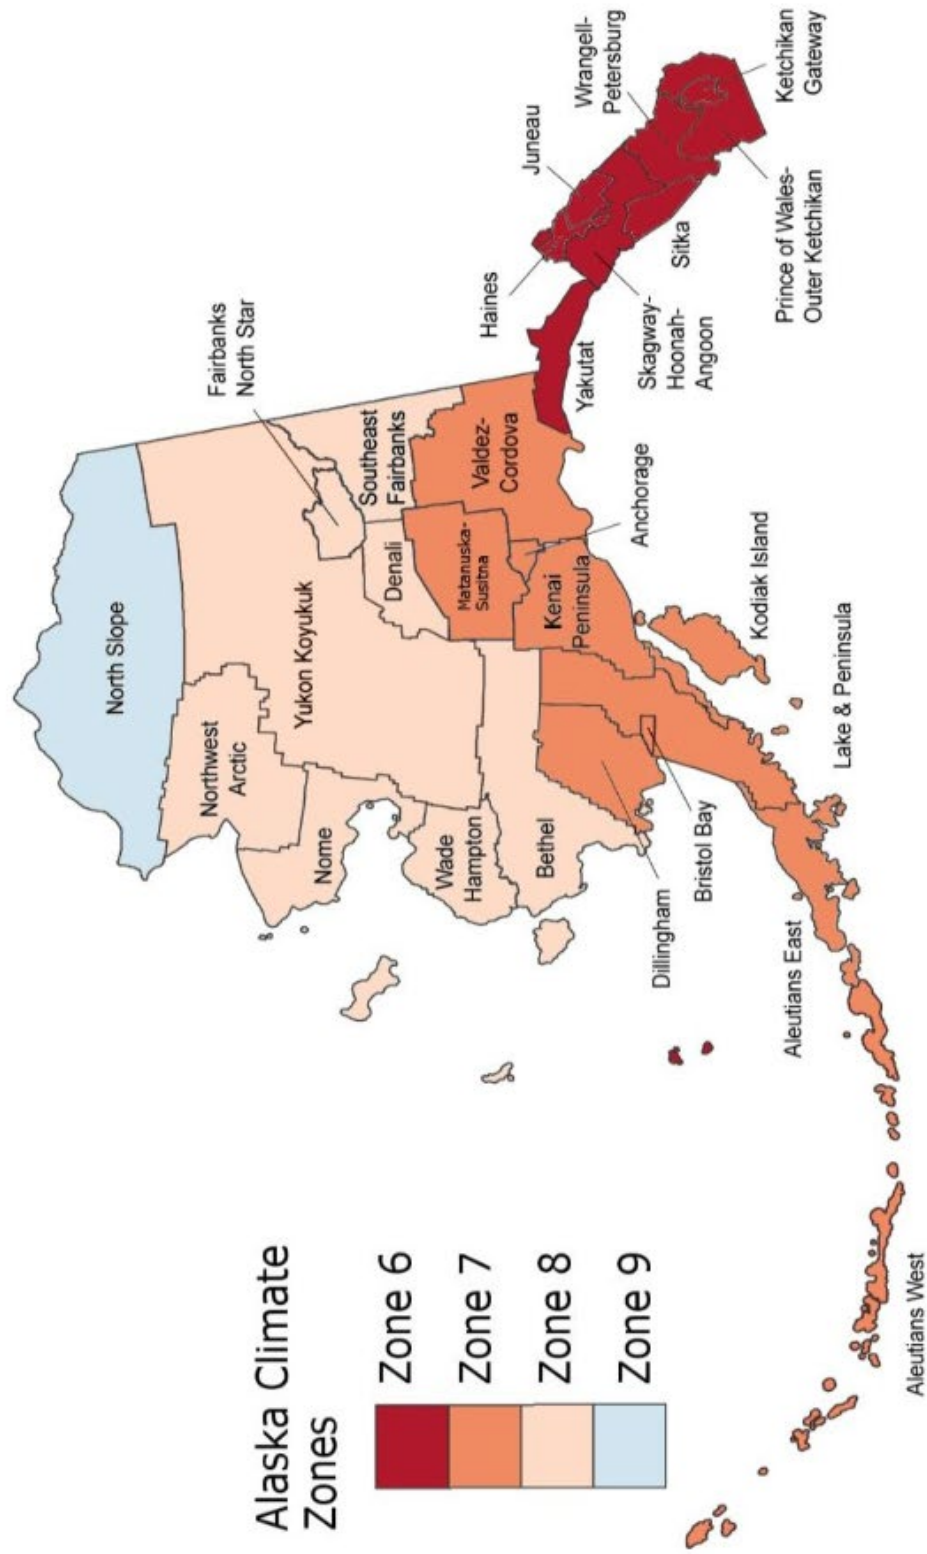 Alaska Climate
Zones
Zone 6
Zone 7
Zone 8
Zone 9
North Slope
Northwest
Arctic
Nome
Yukon Koyukuk
Fairbanks
North Star
Southeast
Fairbanks
Denali
Wade
Hampton
Bethel
Matanuska-
Susitna
Valdez-
Cordova
Anchorage
Kenai
Peninsula
Kodiak Island
Lake & Peninsula
Bristol Bay
Dillingham
Aleutians East
Aleutians West
Yakutat
Haines
Skagway-
Hoonah-
Angoon
Juneau
Sitka
Wrangell-
Petersburg
Prince of Wales-
Outer Ketchikan
Ketchikan
Gateway